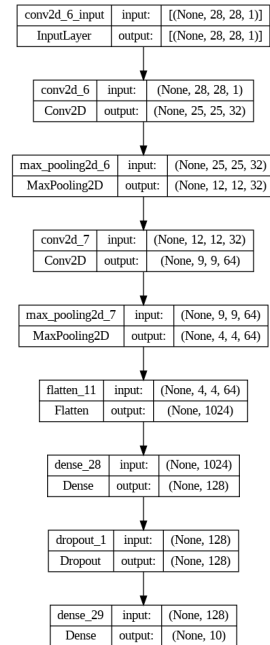 conv2d_6_input input: [(None, 28, 28, 1)]
InputLayer output: [(None, 28, 28, 1)]
conv2d_6 input: (None, 28, 28, 1)
Conv2D output: (None, 25, 25, 32)
max_pooling2d_6 input: (None, 25, 25, 32)
MaxPooling2D output: (None, 12, 12, 32)
conv2d_7 input: (None, 12, 12, 32)
Conv2D output: (None, 9, 9, 64)
max_pooling2d_7 input: (None, 9, 9, 64)
MaxPooling2D output: (None, 4, 4, 64)
flatten_11 input: (None, 4, 4, 64)
Flatten output: (None, 1024)
dense_28 input: (None, 1024)
Dense output: (None, 128)
dropout_1 input: (None, 128)
Dropout output: (None, 128)
dense_29 input: (None, 128)
Dense output: (None, 10)